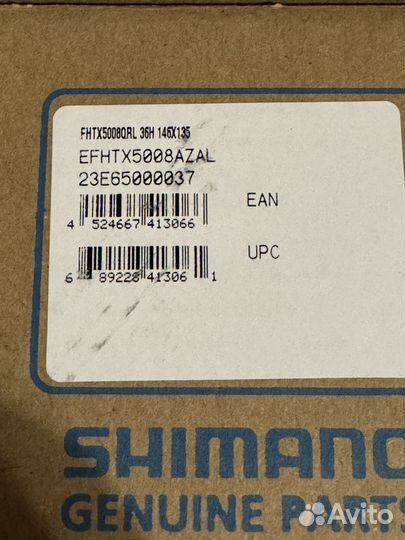 FHTX5008QRL 36H 146X135
EFHTX5008AZAL
23E65000037
EAN
4 524667 413066
UPC
6 89228 41306 1
SHIMANO
GENUINE PARTS
Avito